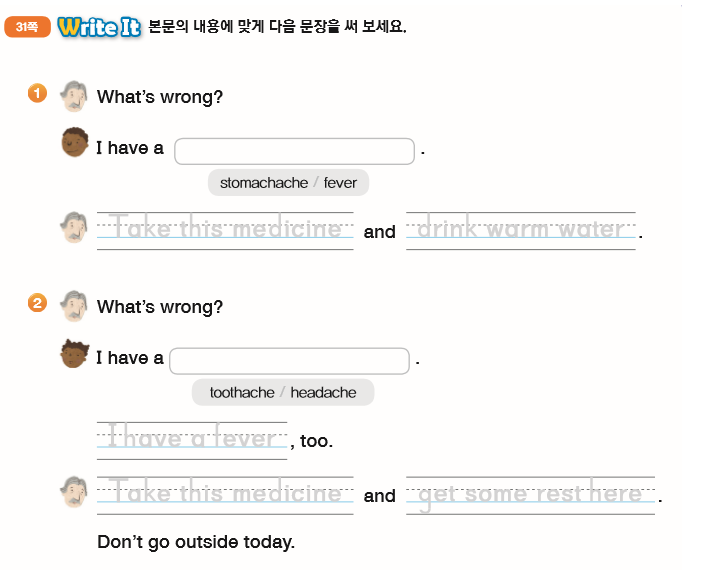 31쪽 Write It 본문의 내용에 맞게 다음 문장을 써 보세요.
1 What's wrong?
I have a .
stomachache / fever
Take this medicine and drink warm water.
2 What's wrong?
I have a .
toothache / headache
I have a fever, too.
Take this medicine and get some rest here.
Don't go outside today.